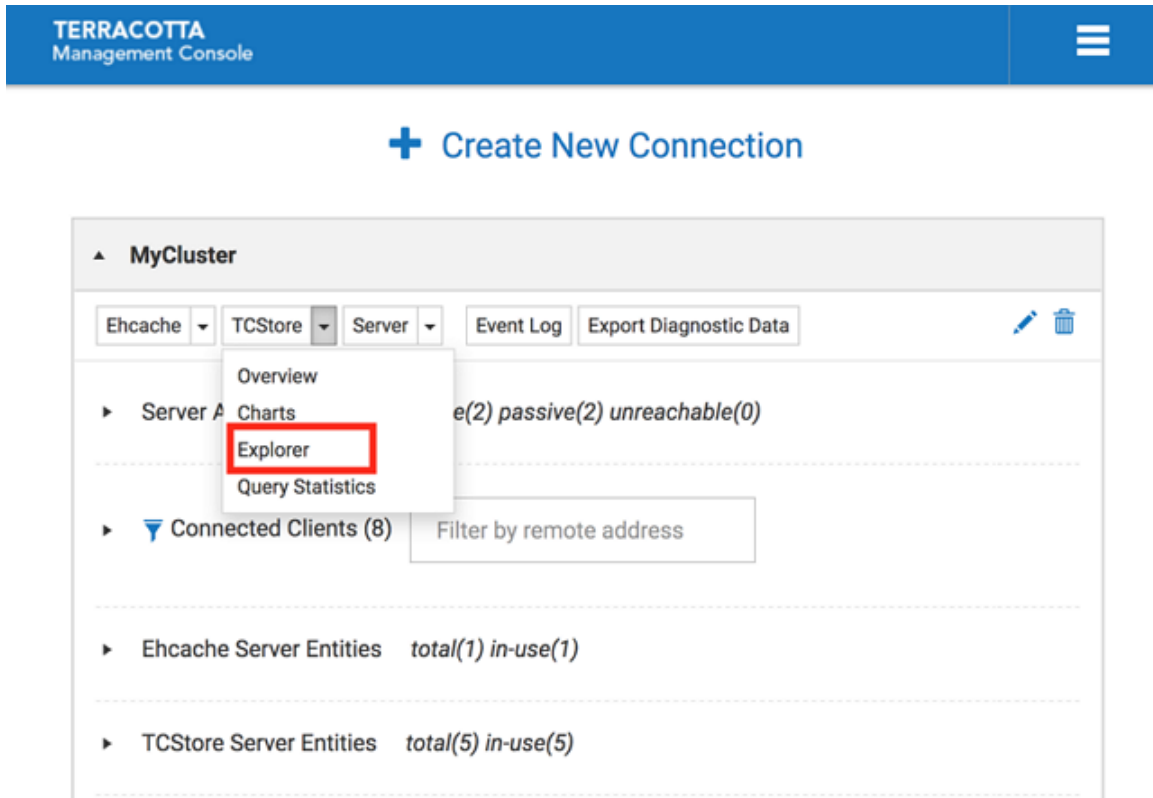 TERRACOTTA
Management Console
Create New Connection
MyCluster
Ehcache TCStore Server Event Log Export Diagnostic Data
Overview
Server A
Charts
e(2) passive(2) unreachable(0)
Explorer
Query Statistics
Connected Clients (8) Filter by remote address
Ehcache Server Entities total(1) in-use(1)
TCStore Server Entities total(5) in-use(5)